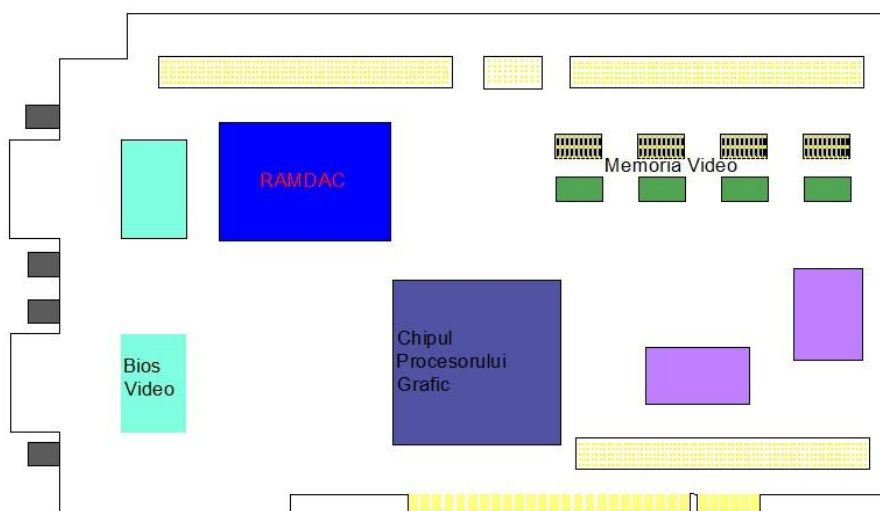 RAMDAC
Memoria Video
Chipul
Procesorului
Grafic
Bios
Video